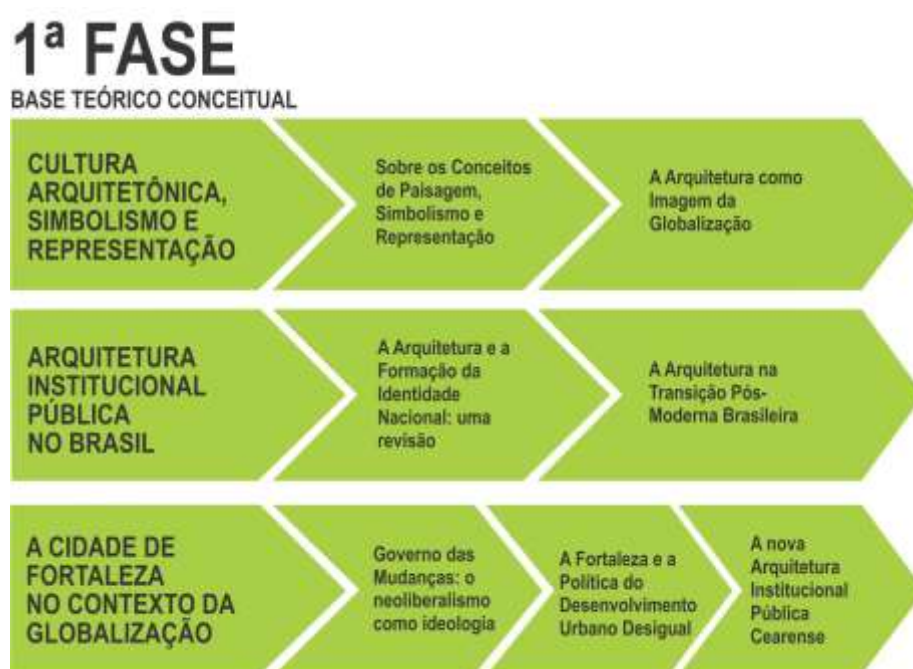 1ª FASE
BASE TEÓRICO CONCEITUAL
CULTURA
ARQUITETÔNICA,
SIMBOLISMO E
REPRESENTAÇÃO
Sobre os Conceitos
de Paisagem,
Simbolismo e
Representação
A Arquitetura como
Imagem da
Globalização
ARQUITETURA
INSTITUCIONAL
PÚBLICA
NO BRASIL
A Arquitetura e a
Formação da
Identidade
Nacional: uma
revisão
A Arquitetura na
Transição Pós-
Moderna Brasileira
A CIDADE DE
FORTALEZA
NO CONTEXTO DA
GLOBALIZAÇÃO
Governo das
Mudanças: o
neoliberalismo
como ideologia
A Fortaleza e a
Política do
Desenvolvimento
Urbano Desigual
A nova
Arquitetura
Institucional
Pública
Cearense